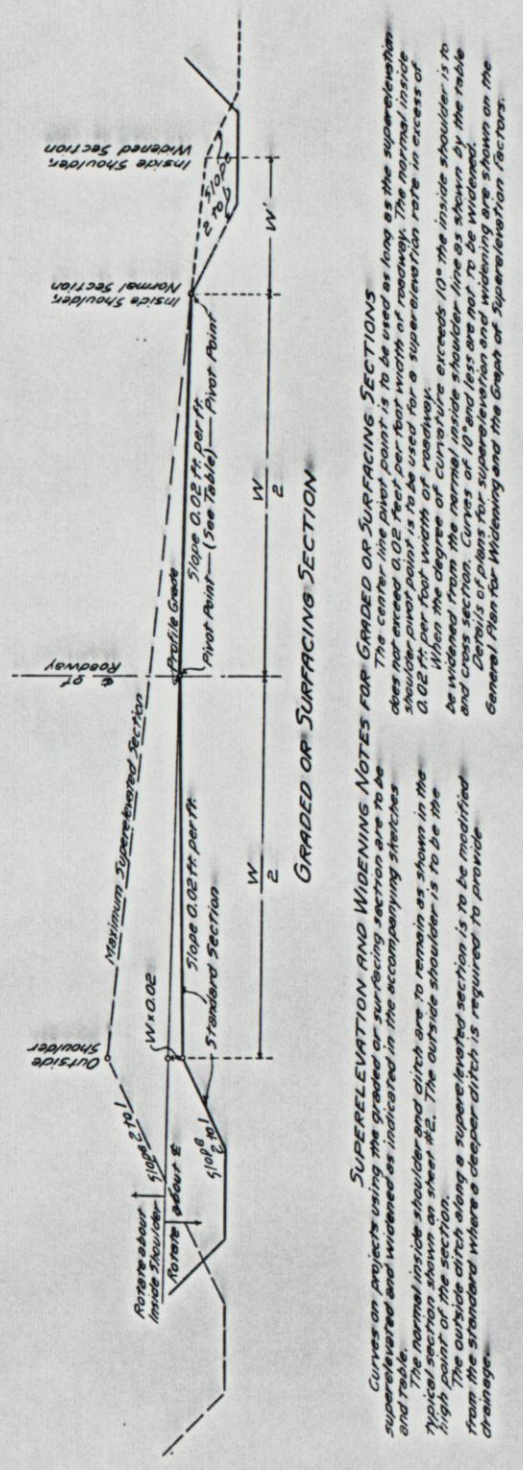 Outside
Shoulder
₵ of
Roadway
Inside Shoulder,
Normal Section
Inside Shoulder,
Widened Section
Rotate about
Inside Shoulder
Slope 2 to 1
Maximum Superelevated Section
Rotate about ₵
W x 0.02
Profile Grade
Slope 0.02 ft. per ft.
Slope 0.02 ft. per ft.
Slope
2 to 1
Slope
2 to 1
Standard Section
Pivot Point—(See Table)—Pivot Point
W
2
W
2
W'
GRADED OR SURFACING SECTION
SUPERELEVATION AND WIDENING NOTES FOR GRADED OR SURFACING SECTIONS
Curves on projects using the graded or surfacing section are to be
superelevated and widened as indicated in the accompanying sketches
and table.
The normal inside shoulder and ditch are to remain as shown in the
typical section shown on sheet #2. The outside shoulder is to be the
high point of the section.
The outside ditch along a superelevated section is to be modified
from the standard where a deeper ditch is required to provide
drainage.
The center line pivot point is to be used as long as the superelevation
does not exceed 0.02 feet per foot width of roadway. The normal inside
shoulder pivot point is to be used for a superelevation rate in excess of
0.02 ft. per foot width of roadway.
When the degree of curvature exceeds 10° the inside shoulder is to
be widened from the normal inside shoulder line as shown by the table
and cross section. Curves of 10° and less are not to be widened.
Details of plans for superelevation and widening are shown on the
General Plan for Widening and the Graph of Superelevation Factors.